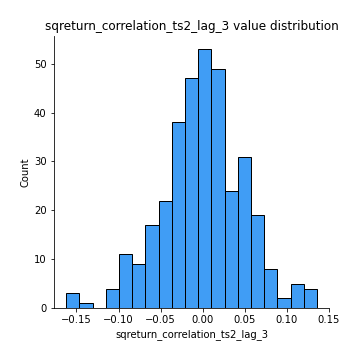 sqreturn_correlation_ts2_lag_3 value distribution
50
40
30
20
10
0
Count
−0.15 −0.10 −0.05 0.00 0.05 0.10 0.15
sqreturn_correlation_ts2_lag_3